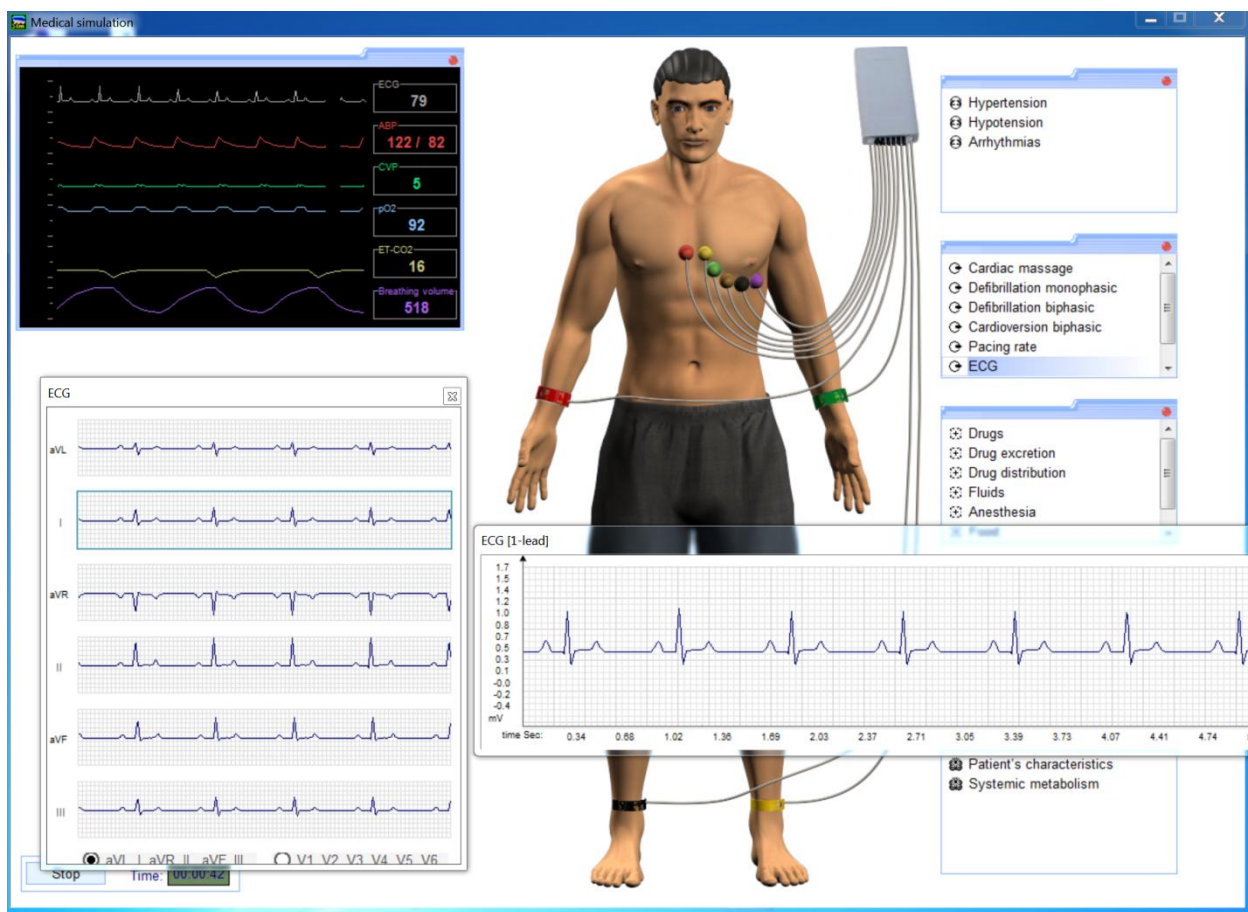 Medical simulation
ECG
79
ABP
122 / 82
CVP
5
pO2
92
ET-CO2
16
Breathing volume
518
Hypertension
Hypotension
Arrhythmias
Cardiac massage
Defibrillation monophasic
Defibrillation biphasic
Cardioversion biphasic
Pacing rate
ECG
Drugs
Drug excretion
Drug distribution
Fluids
Anesthesia
Food
ECG
aVL
I
aVR
II
aVF
III
aVL I aVR II aVF III V1 V2 V3 V4 V5 V6
ECG [1-lead]
1.7
1.5
1.4
1.2
1.0
0.8
0.7
0.5
0.3
0.1
-0.0
-0.2
-0.4
mV
time Sec: 0.34 0.68 1.02 1.36 1.69 2.03 2.37 2.71 3.05 3.39 3.73 4.07 4.41 4.74
Patient's characteristics
Systemic metabolism
Stop Time: 00:00:42